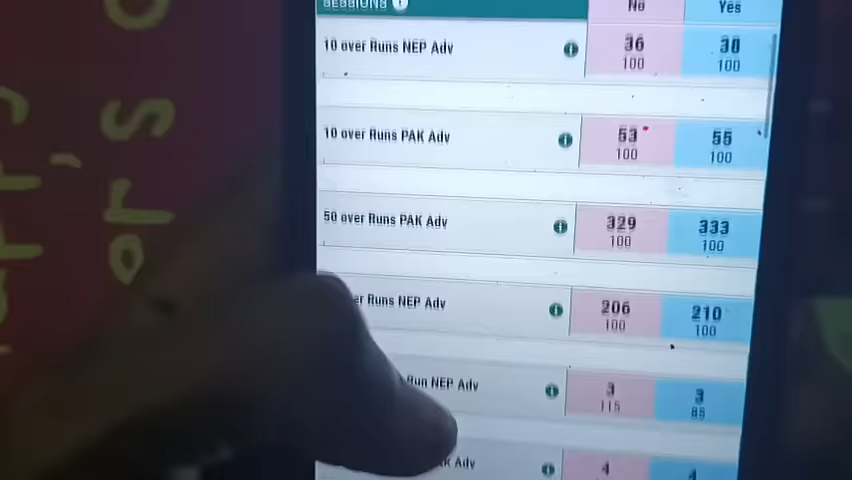 SESSIONS
No Yes
10 over Runs NEP Adv 36 38
100 100
10 over Runs PAK Adv 53 55
100 100
50 over Runs PAK Adv 329 333
100 100
Runs NEP Adv 206 210
100 100
Run NEP Adv 3 3
115 85
Adv 4 4